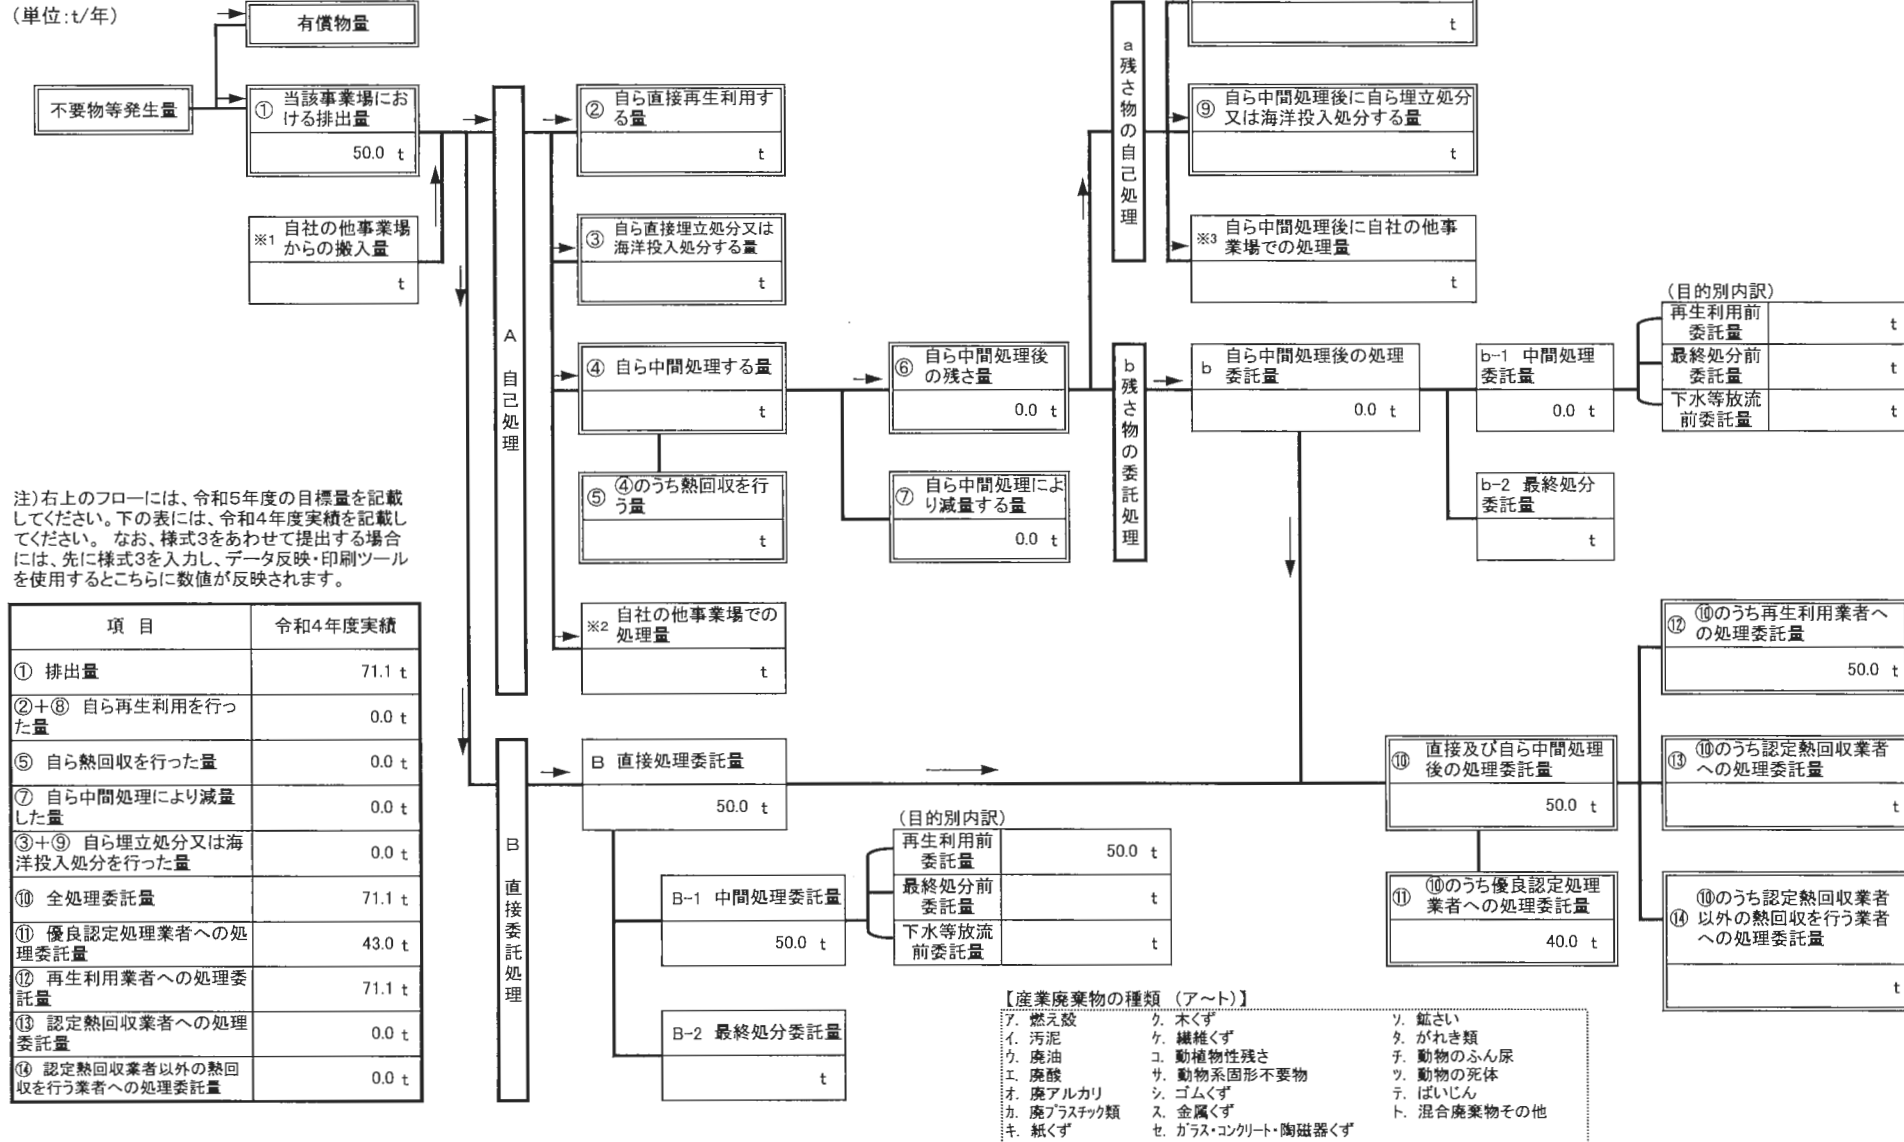 (単位:t/年)
有償物量
不要物等発生量
① 当該事業場にお
ける排出量
50.0 t
※1 自社の他事業場
からの搬入量
t
A 自己処理
② 自ら直接再生利用す
る量
t
③ 自ら直接埋立処分又は
海洋投入処分する量
t
④ 自ら中間処理する量
t
⑤ ④のうち熱回収を行
う量
t
※2 自社の他事業場での
処理量
t
⑥ 自ら中間処理後
の残さ量
0.0 t
⑦ 自ら中間処理によ
り減量する量
0.0 t
a 残さ物の自己処理
t
⑨ 自ら中間処理後に自ら埋立処分
又は海洋投入処分する量
t
※3 自ら中間処理後に自社の他事
業場での処理量
t
b 残さ物の委託処理
b 自ら中間処理後の処理
委託量
0.0 t
b-1 中間処理
委託量
0.0 t
(目的別内訳)
再生利用前
委託量
t
最終処分前
委託量
t
下水等放流
前委託量
t
b-2 最終処分
委託量
t
注)右上のフローには、令和5年度の目標量を記載
してください。下の表には、令和4年度実績を記載し
てください。 なお、様式3をあわせて提出する場合
には、先に様式3を入力し、データ反映・印刷ツール
を使用するとこちらに数値が反映されます。
項 目 令和4年度実績
① 排出量 71.1 t
②+⑧ 自ら再生利用を行っ
た量 0.0 t
⑤ 自ら熱回収を行った量 0.0 t
⑦ 自ら中間処理により減量
した量 0.0 t
③+⑨ 自ら埋立処分又は海
洋投入処分を行った量 0.0 t
⑩ 全処理委託量 71.1 t
⑪ 優良認定処理業者への処
理委託量 43.0 t
⑫ 再生利用業者への処理委
託量 71.1 t
⑬ 認定熱回収業者への処理
委託量 0.0 t
⑭ 認定熱回収業者以外の熱回
収を行う業者への処理委託量 0.0 t
B 直接委託処理
B 直接処理委託量
50.0 t
B-1 中間処理委託量
50.0 t
(目的別内訳)
再生利用前
委託量
50.0 t
最終処分前
委託量
t
下水等放流
前委託量
t
B-2 最終処分委託量
t
⑩ 直接及び自ら中間処理
後の処理委託量
50.0 t
⑪ ⑩のうち優良認定処理
業者への処理委託量
40.0 t
⑫ ⑩のうち再生利用業者へ
の処理委託量
50.0 t
⑬ ⑩のうち認定熱回収業者
への処理委託量
t
⑭ ⑩のうち認定熱回収業者
以外の熱回収を行う業者
への処理委託量
t
【産業廃棄物の種類 (ア~ト)】
ア. 燃え殻 ク. 木くず ソ. 鉱さい
イ. 汚泥 ケ. 繊維くず タ. がれき類
ウ. 廃油 コ. 動植物性残さ チ. 動物のふん尿
エ. 廃酸 サ. 動物系固形不要物 ツ. 動物の死体
オ. 廃アルカリ シ. ゴムくず テ. ばいじん
カ. 廃プラスチック類 ス. 金属くず ト. 混合廃棄物その他
キ. 紙くず セ. ガラス・コンクリート・陶磁器くず